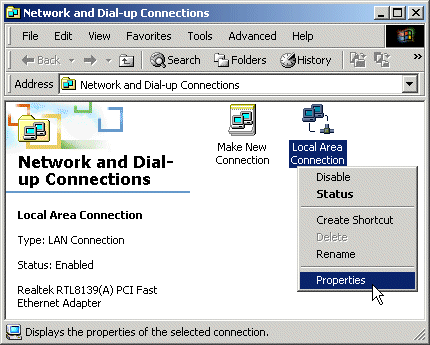 Network and Dial-up Connections
File Edit View Favorites Tools Advanced Help
Back Search Folders History »
Address Network and Dial-up Connections
Network and Dial-
up Connections
Local Area Connection
Type: LAN Connection
Status: Enabled
Realtek RTL8139(A) PCI Fast
Ethernet Adapter
Make New
Connection
Local Area
Connection
Disable
Status
Create Shortcut
Delete
Rename
Properties
Displays the properties of the selected connection.